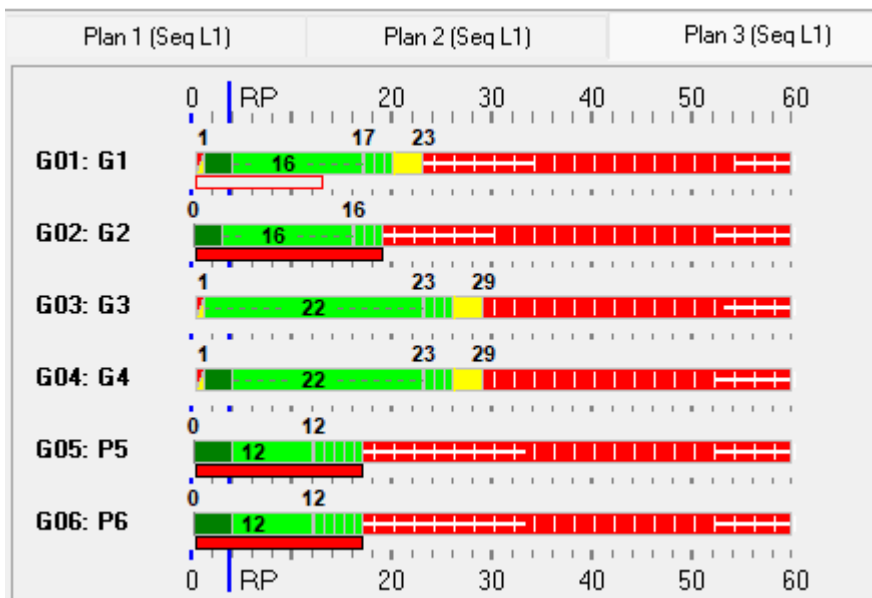 Plan 1 (Seq L1) Plan 2 (Seq L1) Plan 3 (Seq L1)
0 RP 20 30 40 50 60
1 17 23
G01: G1 16
0 16
G02: G2 16
1 23 29
G03: G3 22
1 23 29
G04: G4 22
0 12
G05: P5 12
0 12
G06: P6 12
0 RP 20 30 40 50 60